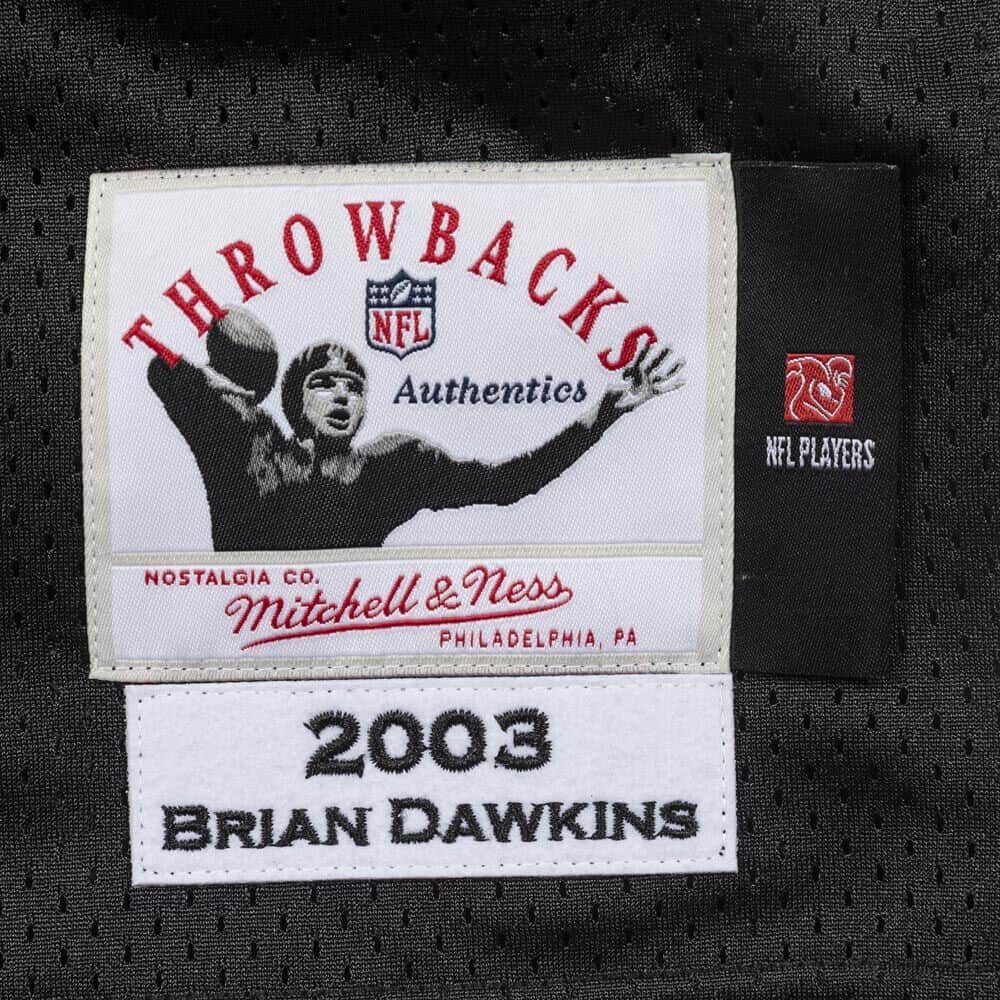 THROWBACKS
NFL
Authentics
NFL PLAYERS
NOSTALGIA CO.
Mitchell & Ness
PHILADELPHIA, PA
2003
BRIAN DAWKINS